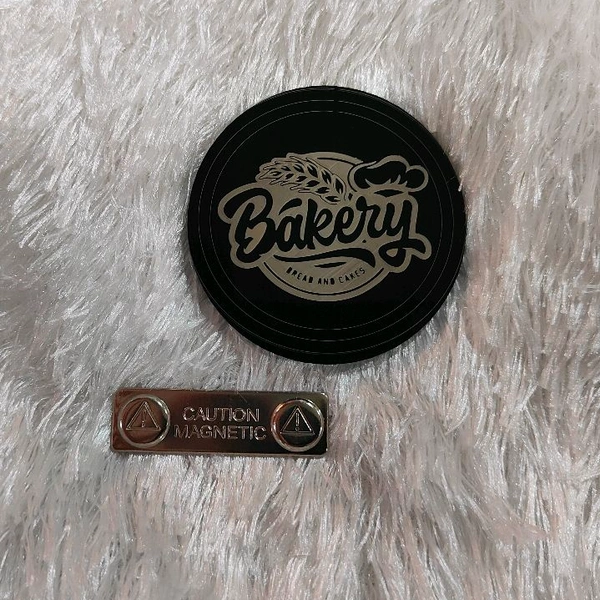 Bakery
BREAD AND CAKES
CAUTION
MAGNETIC